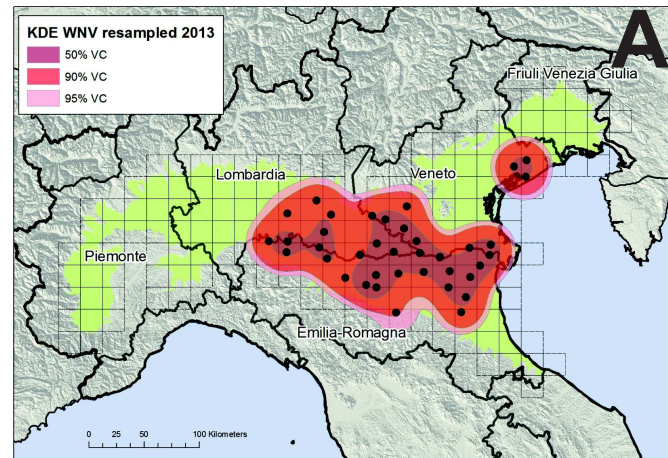 KDE WNV resampled 2013
50% VC
90% VC
95% VC
A
Friuli Venezia Giulia
Lombardia
Veneto
Piemonte
Emilia-Romagna
0 25 50 100 Kilometers